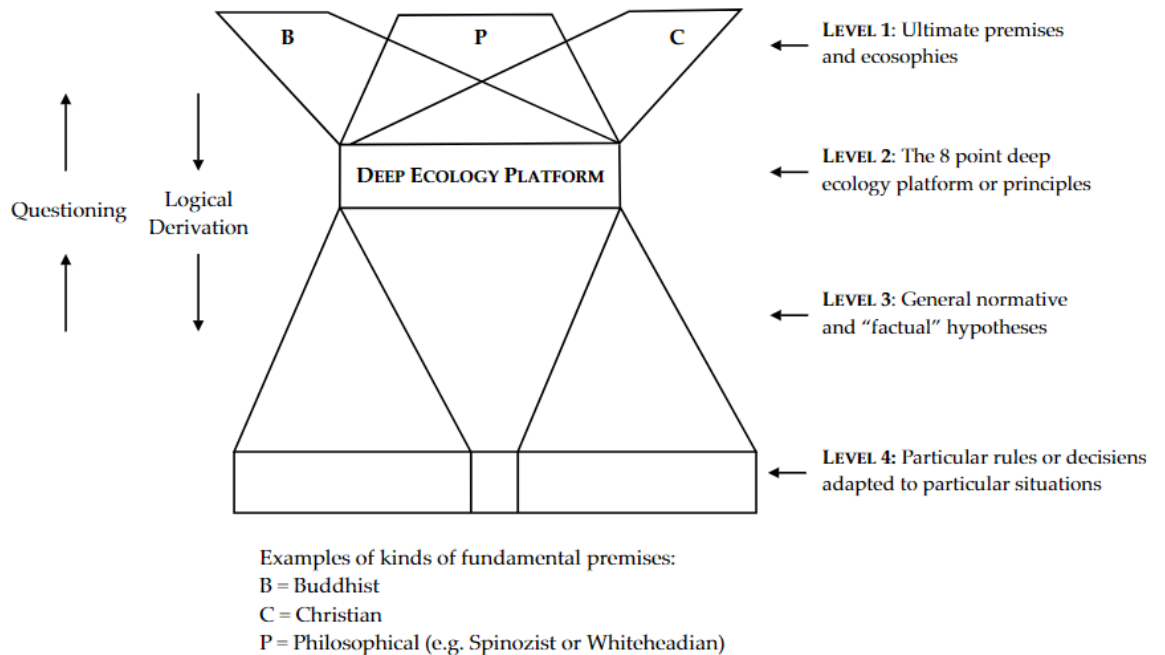 B
P
C
LEVEL 1: Ultimate premises
and ecosophies
DEEP ECOLOGY PLATFORM
LEVEL 2: The 8 point deep
ecology platform or principles
Questioning
Logical
Derivation
LEVEL 3: General normative
and “factual” hypotheses
LEVEL 4: Particular rules or decisiens
adapted to particular situations
Examples of kinds of fundamental premises:
B = Buddhist
C = Christian
P = Philosophical (e.g. Spinozist or Whiteheadian)